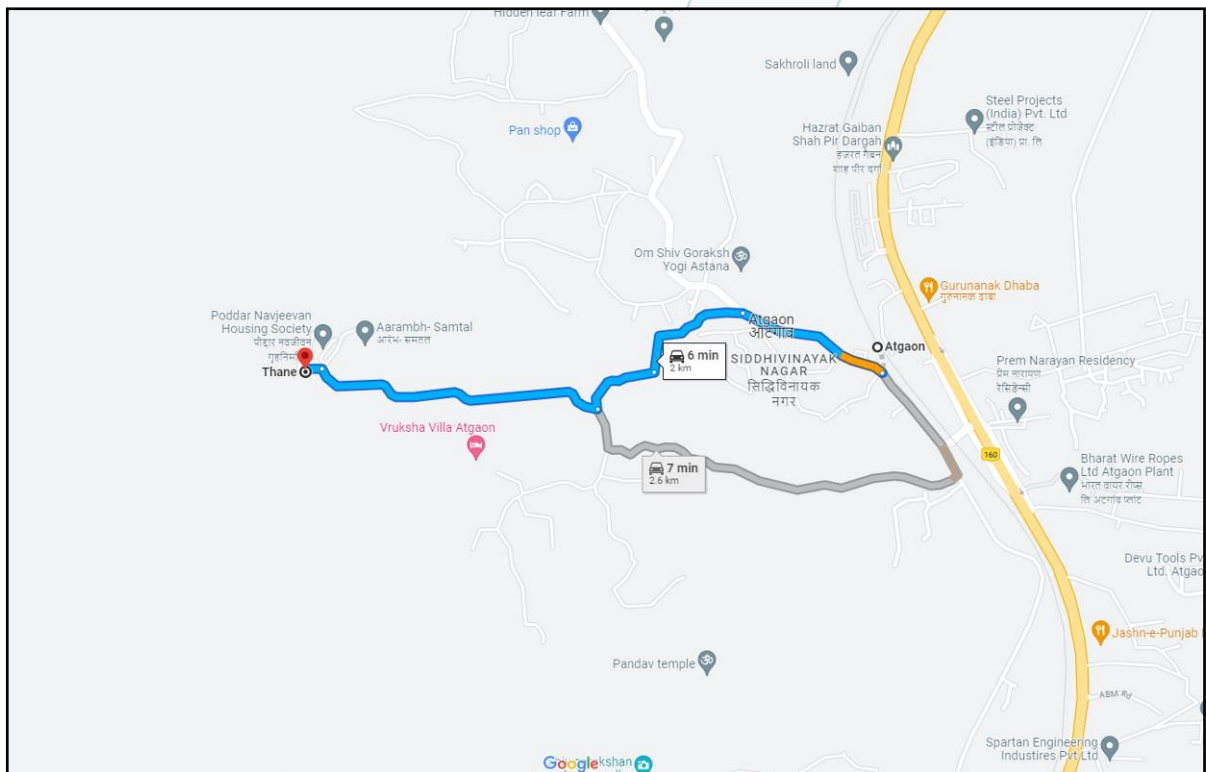 Hidden leaf Farm
Sakhroli land
Steel Projects
(India) Pvt. Ltd
स्टील प्रोजेक्ट
(इंडिया) प्रा. लि
Pan shop
Hazrat Gaiban
Shah Pir Dargah
हजरत गैबन
शाह पीर दर्गा
Om Shiv Goraksh
Yogi Astana
Gurunanak Dhaba
गुरुनानक ढाबा
Poddar Navjeevan
Housing Society
पोद्दार नवजीवन
Aarambh- Samtal
आरंभ- समतल
Thane
Atgaon
आटगाव
Atgaon
6 min
2 km
SIDDHIVINAYAK
NAGAR
सिद्धिविनायक
नगर
Prem Narayan Residency
प्रेम नारायण
रेसिडेन्सी
Vruksha Villa Atgaon
7 min
2.6 km
160
Bharat Wire Ropes
Ltd Atgaon Plant
भारत वायर रोप्स
लि अटगांव प्लांट
Devu Tools Pv
Ltd. Atgao
Jashn-e-Punjab
Pandav temple
ABM Rd
Spartan Engineering
Industires Pvt Ltd
Google
kshan